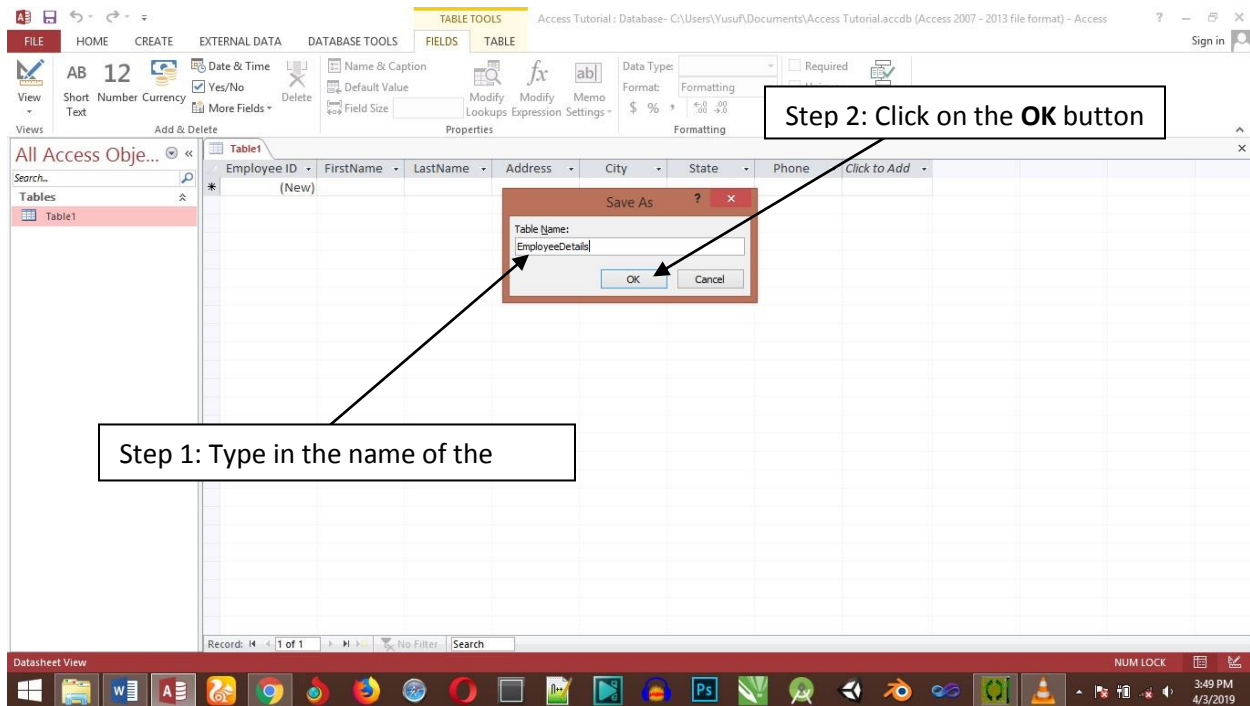 TABLE TOOLS
Access Tutorial : Database- C:\Users\Yusuf\Documents\Access Tutorial.accdb (Access 2007 - 2013 file format) - Access
FILE HOME CREATE EXTERNAL DATA DATABASE TOOLS FIELDS TABLE Sign in
View
Views
AB
Short Text
12
Number
Currency
Date & Time
Yes/No
More Fields
Delete
Add & Delete
Name & Caption
Default Value
Field Size
Modify Lookups
fx
Modify Expression
ab
Memo Settings
Properties
Data Type:
Format: Formatting
$ % ,
Formatting
Required
Step 2: Click on the OK button
All Access Obje...
Search...
Tables
Table1
Table1
Employee ID FirstName LastName Address City State Phone Click to Add
* (New)
Save As ? ×
Table Name:
EmployeeDetails
OK Cancel
Step 1: Type in the name of the
Record: 1 of 1 No Filter Search
Datasheet View NUM LOCK
Ps
3:49 PM
4/3/2019